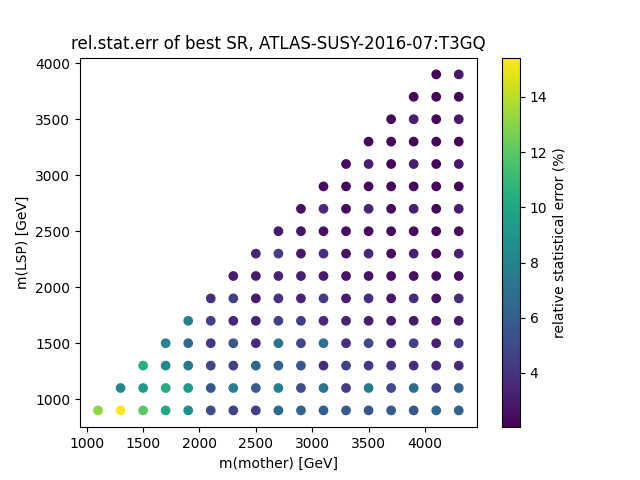 rel.stat.err of best SR, ATLAS-SUSY-2016-07:T3GQ
4000
3500
3000
2500
2000
1500
1000
m(LSP) [GeV]
1000 1500 2000 2500 3000 3500 4000
m(mother) [GeV]
14
12
10
8
6
4
relative statistical error (%)